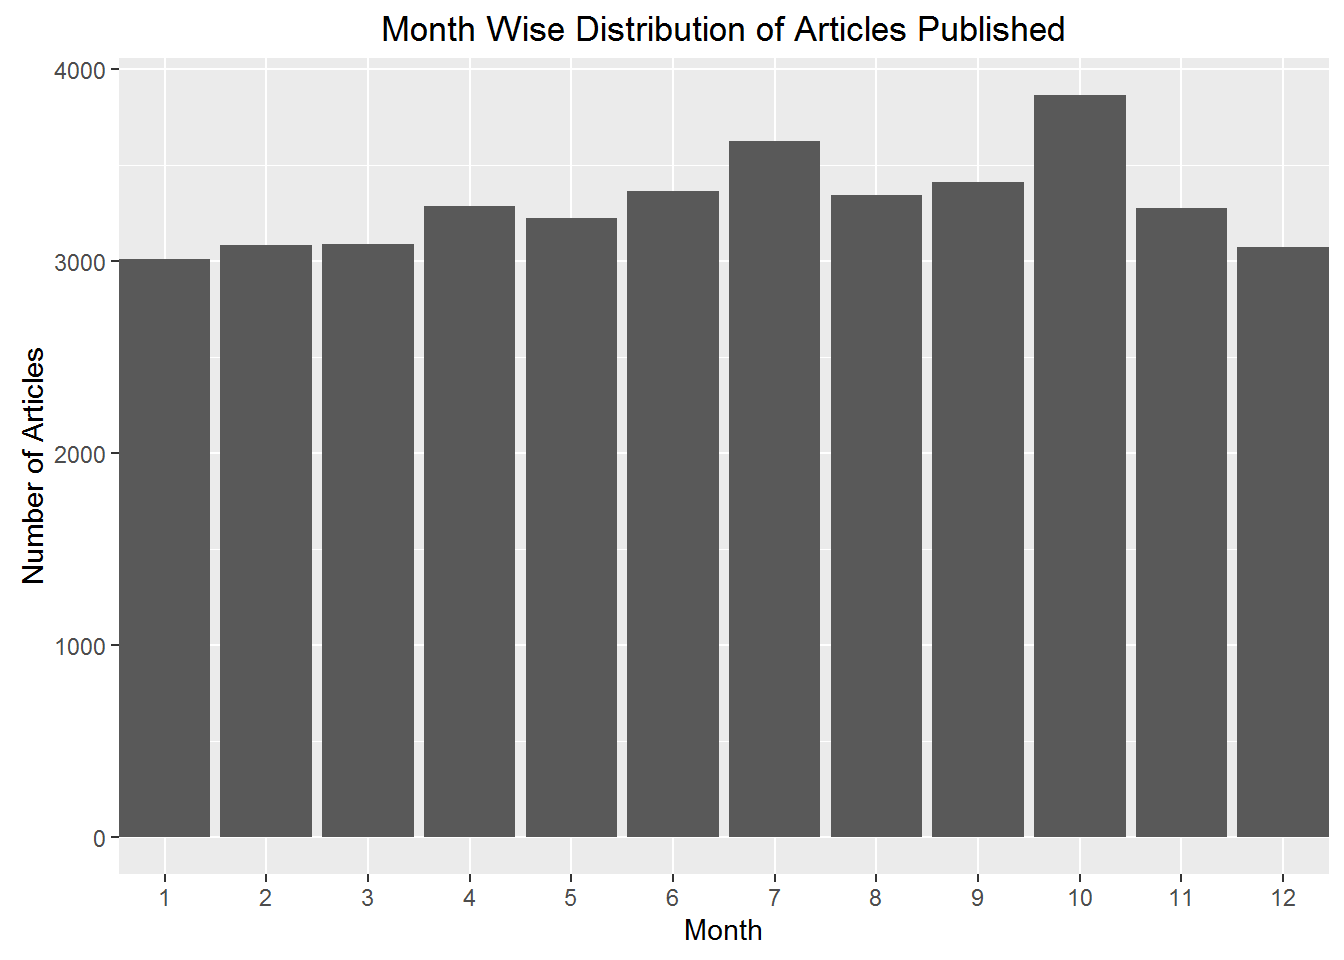 Month Wise Distribution of Articles Published
Number of Articles
4000
3000
2000
1000
0
1 2 3 4 5 6 7 8 9 10 11 12
Month